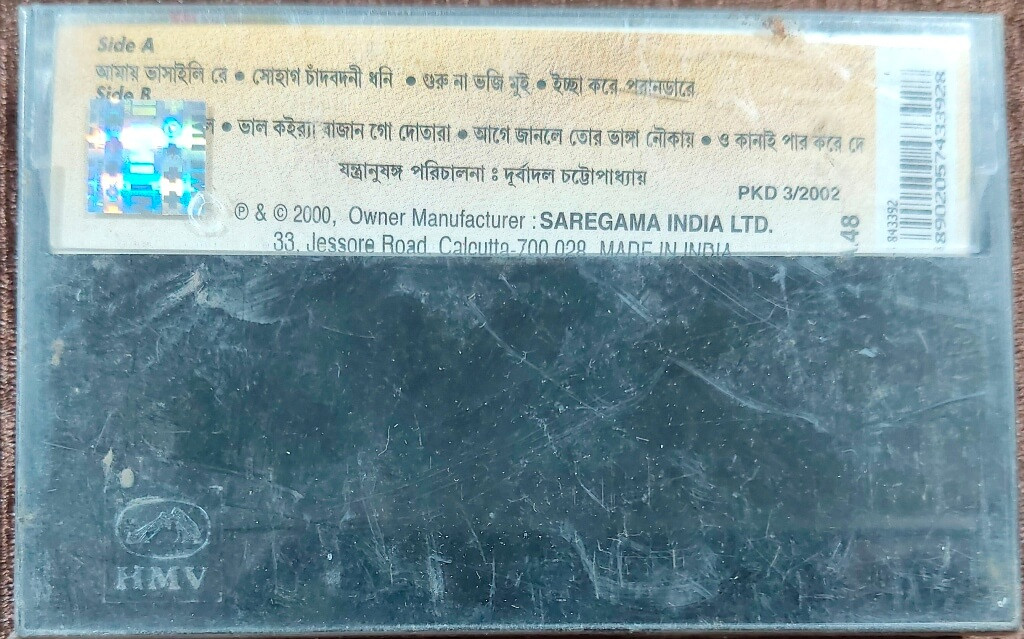 Side A
আমায় ভাসাইলি রে • সোহাগ চাঁদবদনী ধনি • গুরু না ভজি মুই • ইচ্ছা করে পরানডারে
Side B
• ভাল কইর‍্যা বাজান গো দোতারা • আগে জানলে তোর ভাঙ্গা নৌকায় • ও কানাই পার করে দে
যন্ত্রানুষঙ্গ পরিচালনা : দূর্বাদল চট্টোপাধ্যায়
PKD 3/2002
℗ & © 2000, Owner Manufacturer : SAREGAMA INDIA LTD.
33, Jessore Road, Calcutta-700 028. MADE IN INDIA
.48
843392
8902057433928
HMV